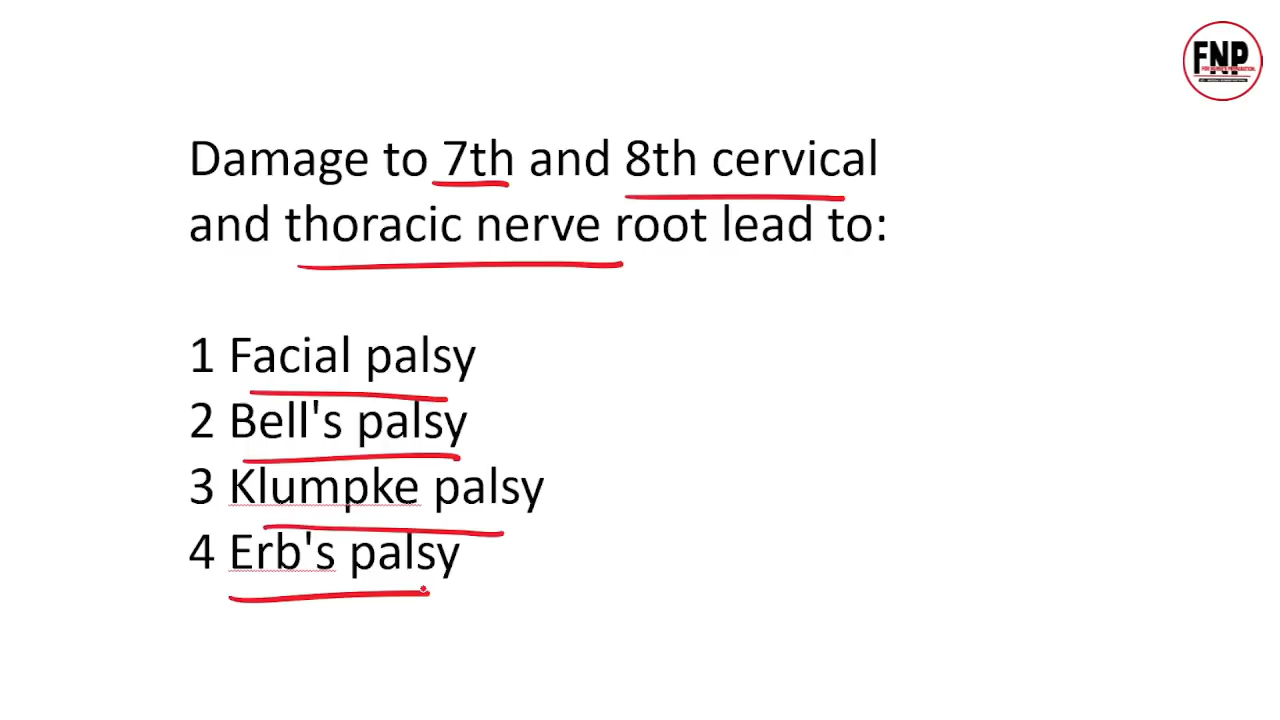 FNP
Damage to 7th and 8th cervical
and thoracic nerve root lead to:
1 Facial palsy
2 Bell's palsy
3 Klumpke palsy
4 Erb's palsy